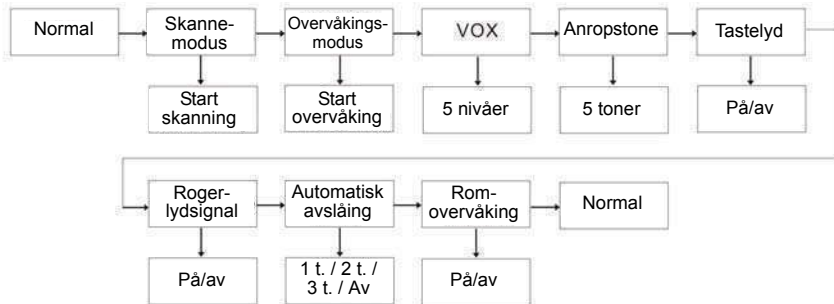 Normal
Skanne-
modus
Overvåkings-
modus
VOX
Anropstone
Tastelyd
Start
skanning
Start
overvåking
5 nivåer
5 toner
På/av
Roger-
lydsignal
Automatisk
avslåing
Rom-
overvåking
Normal
På/av
1 t. / 2 t. /
3 t. / Av
På/av